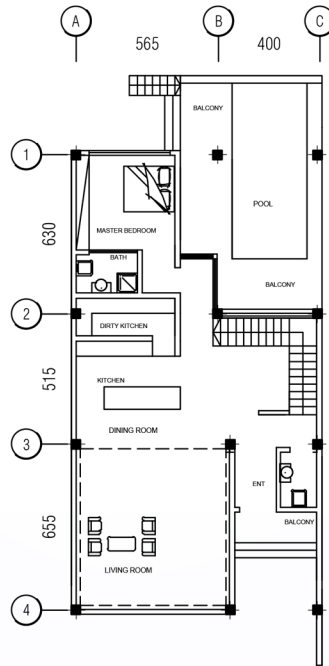 A
B
C
565
400
BALCONY
1
POOL
630
MASTER BEDROOM
BATH
BALCONY
2
DIRTY KITCHEN
515
KITCHEN
DINING ROOM
3
ENT
655
BALCONY
LIVING ROOM
4